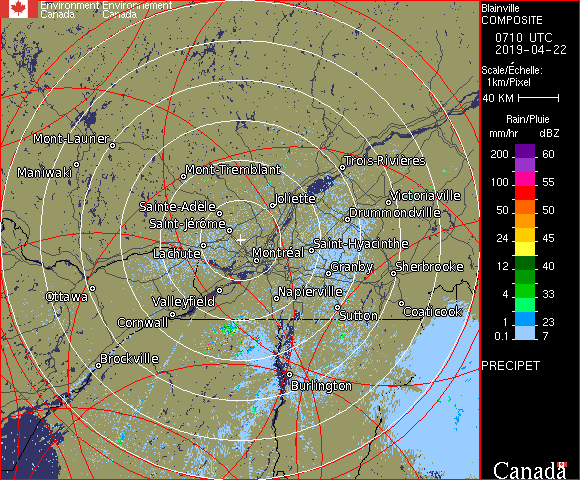 Environment Environnement
Canada Canada
Blainville
COMPOSITE
0710 UTC
2019-04-22
Scale/Échelle:
1km/Pixel
40 KM
Rain/Pluie
mm/hr dBZ
200 60
100 55
50 50
24 45
12 40
4 33
1 23
0.1 7
PRECIPET
Canada
Mont-Laurier
Maniwaki
Mont-Tremblant
Trois-Rivières
Sainte-Adèle
Joliette
Victoriaville
Drummondville
Saint-Jérôme
Lachute
Montréal
Saint-Hyacinthe
Granby
Sherbrooke
Ottawa
Valleyfield
Napierville
Cornwall
Sutton
Coaticook
Brockville
Burlington